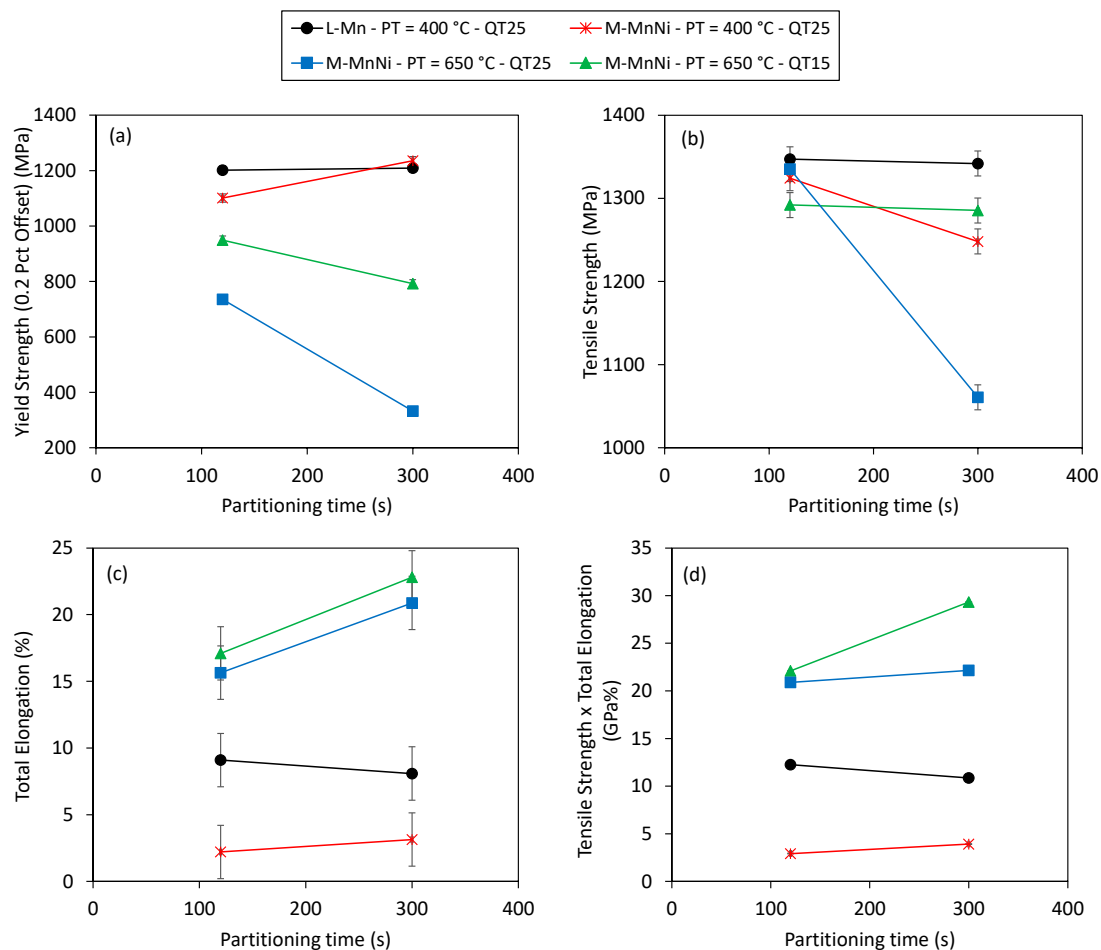 L-Mn - PT = 400 °C - QT25
M-MnNi - PT = 400 °C - QT25
M-MnNi - PT = 650 °C - QT25
M-MnNi - PT = 650 °C - QT15
(a)
Yield Strength (0.2 Pct Offset) (MPa)
1400
1200
1000
800
600
400
200
0
100
200
300
400
Partitioning time (s)
(b)
Tensile Strength (MPa)
1400
1300
1200
1100
1000
0
100
200
300
400
Partitioning time (s)
(c)
Total Elongation (%)
25
20
15
10
5
0
0
100
200
300
400
Partitioning time (s)
(d)
Tensile Strength x Total Elongation
(GPa%)
35
30
25
20
15
10
5
0
0
100
200
300
400
Partitioning time (s)